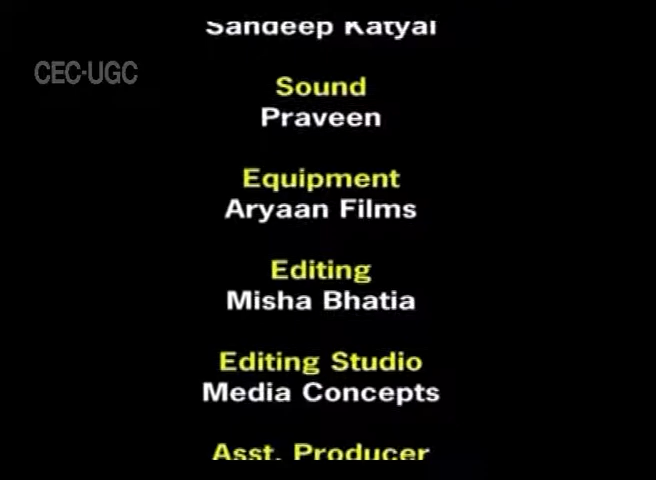 Sandeep Katyal
CEC-UGC
Sound
Praveen
Equipment
Aryaan Films
Editing
Misha Bhatia
Editing Studio
Media Concepts
Asst. Producer